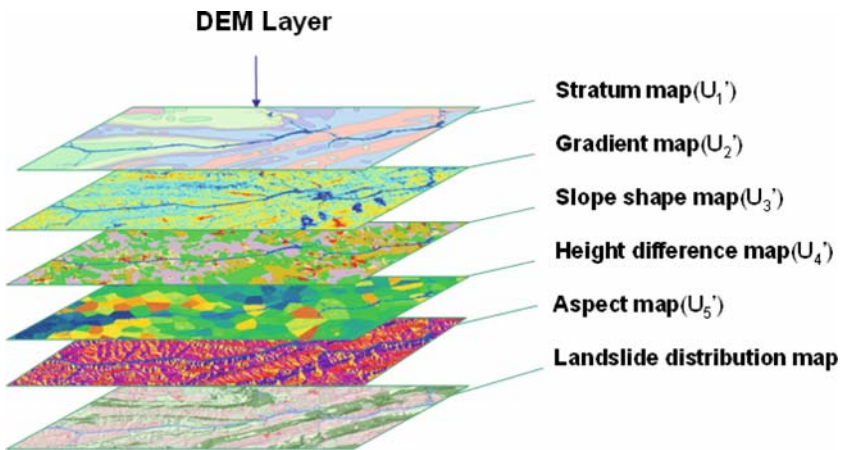 DEM Layer
Stratum map(U₁’)
Gradient map(U₂’)
Slope shape map(U₃’)
Height difference map(U₄’)
Aspect map(U₅’)
Landslide distribution map